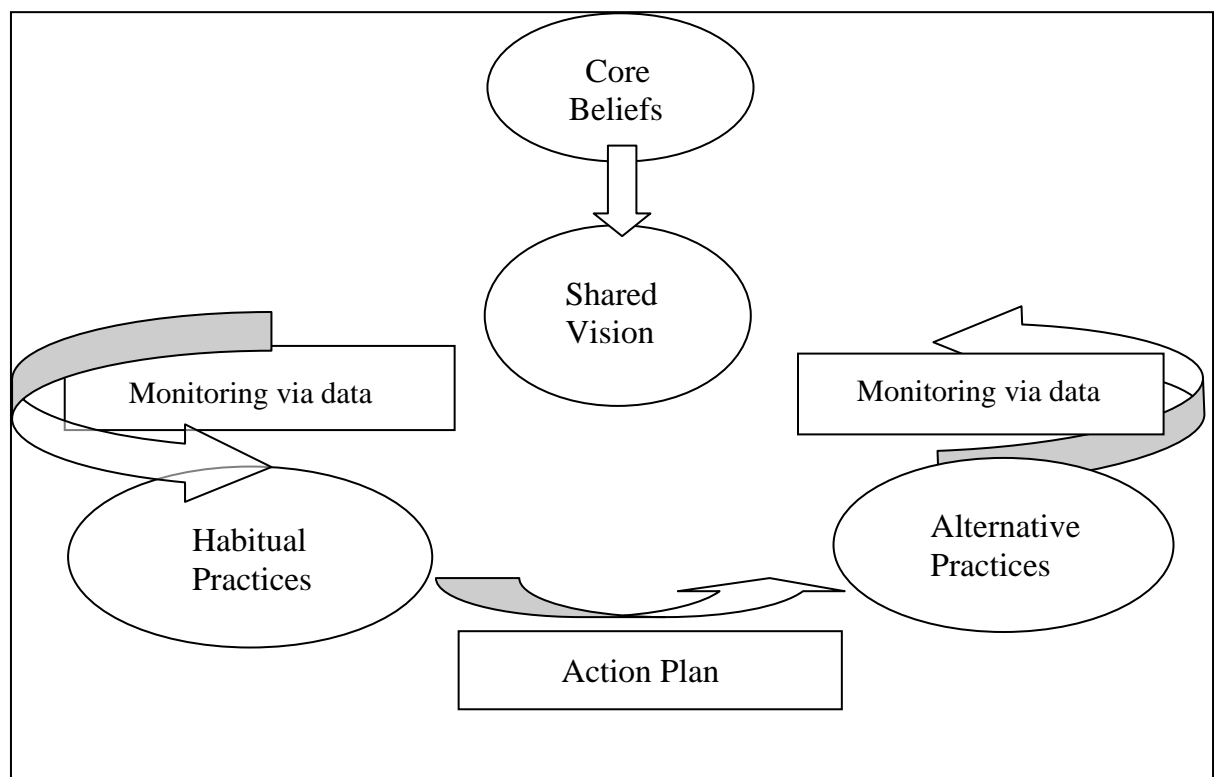 Core
Beliefs
Shared
Vision
Monitoring via data
Monitoring via data
Habitual
Practices
Alternative
Practices
Action Plan